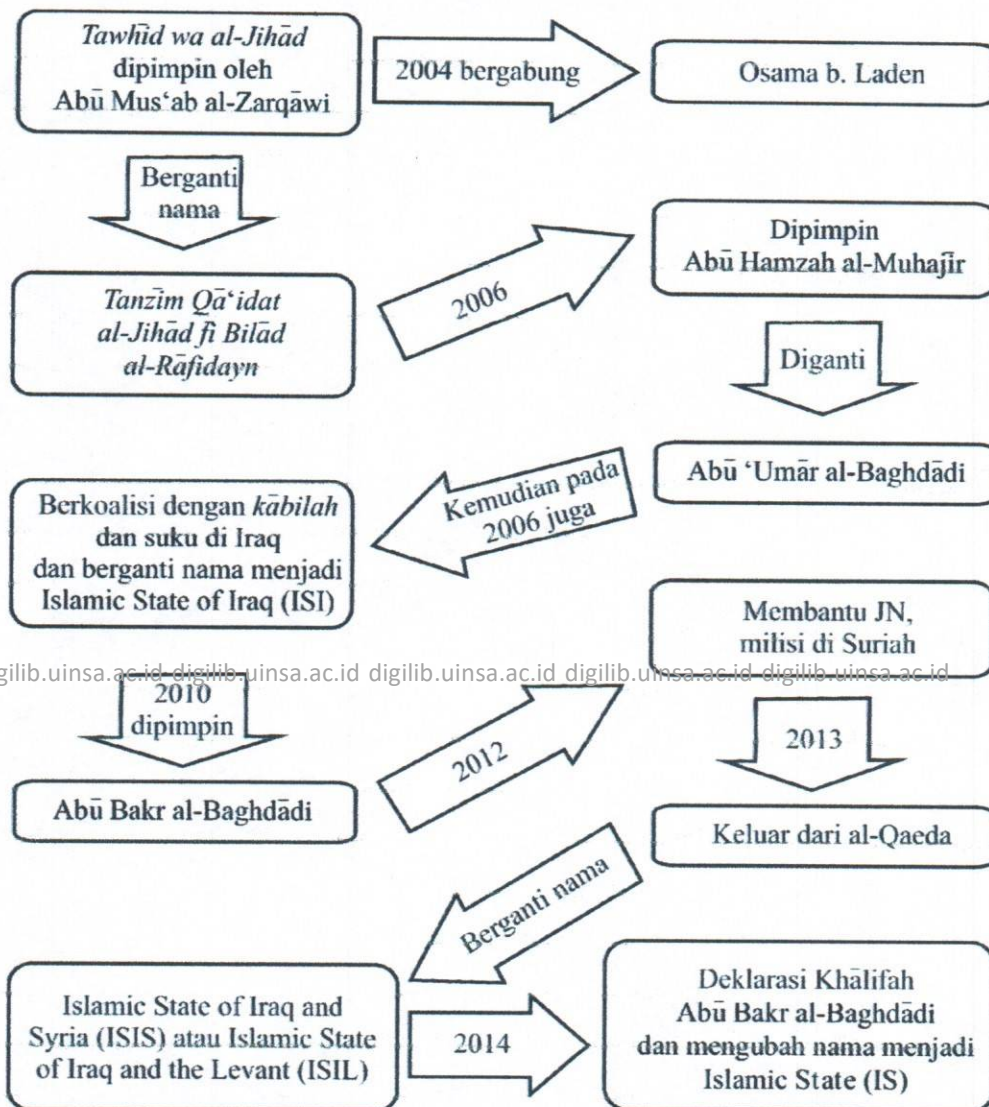 Tawhīd wa al-Jihād
dipimpin oleh
Abū Mus‘ab al-Zarqāwi
2004 bergabung
Osama b. Laden
Berganti
nama
Tanzīm Qā‘idat
al-Jihād fi Bilād
al-Rāfidayn
2006
Dipimpin
Abū Hamzah al-Muhajīr
Diganti
Abū ‘Umār al-Baghdādi
Kemudian pada
2006 juga
Berkoalisi dengan kābilah
dan suku di Iraq
dan berganti nama menjadi
Islamic State of Iraq (ISI)
digilib.uinsa.ac.id digilib.uinsa.ac.id digilib.uinsa.ac.id digilib.uinsa.ac.id digilib.uinsa.ac.id
2010
dipimpin
Abū Bakr al-Baghdādi
2012
Membantu JN,
milisi di Suriah
2013
Keluar dari al-Qaeda
Berganti nama
Islamic State of Iraq and
Syria (ISIS) atau Islamic State
of Iraq and the Levant (ISIL)
2014
Deklarasi Khālifah
Abū Bakr al-Baghdādi
dan mengubah nama menjadi
Islamic State (IS)